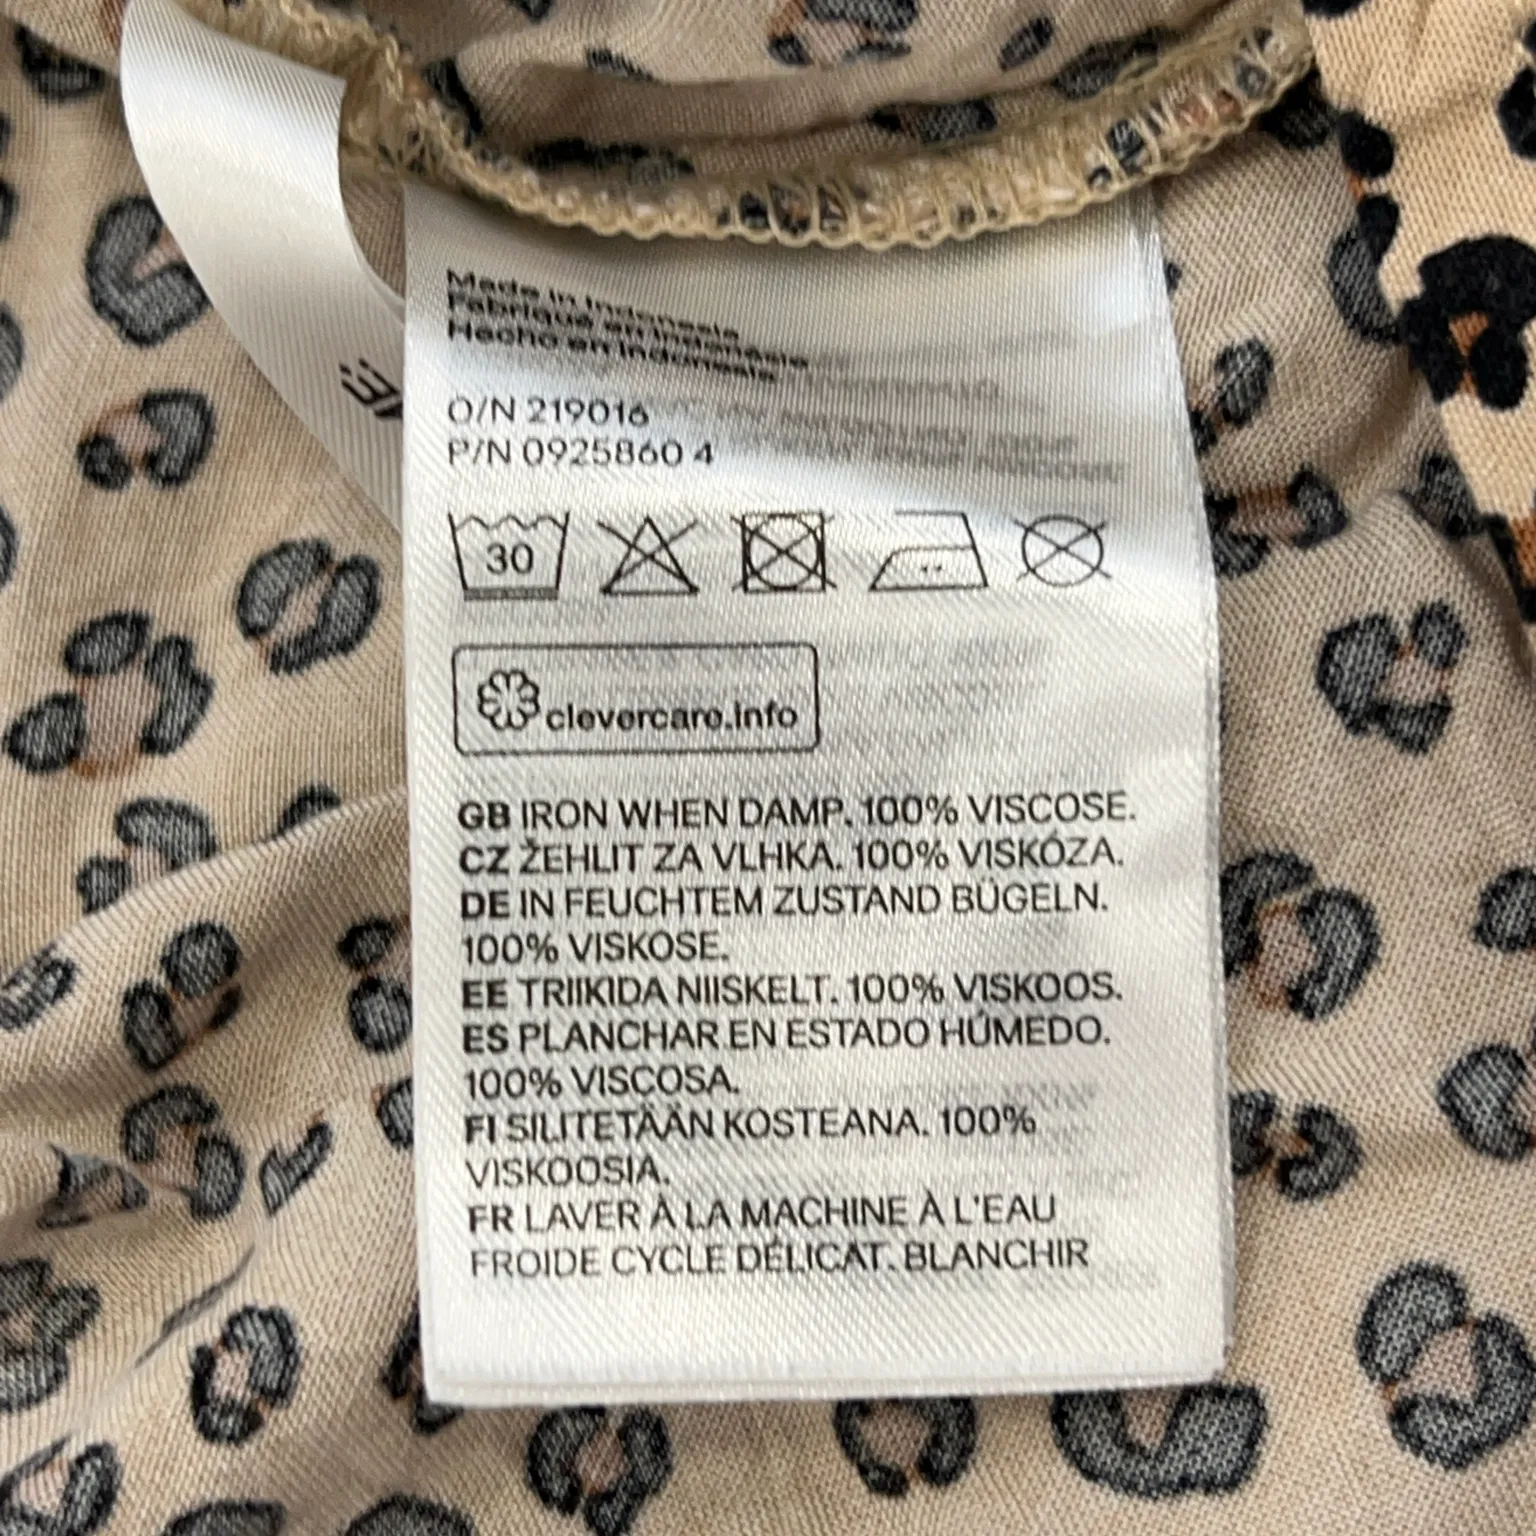 Made in Indonesia
Fabriqué en Indonésie
Hecho en Indonesia
O/N 219016
P/N 0925860 4
30
clevercare.info
GB IRON WHEN DAMP. 100% VISCOSE.
CZ ŽEHLIT ZA VLHKA. 100% VISKÓZA.
DE IN FEUCHTEM ZUSTAND BÜGELN.
100% VISKOSE.
EE TRIIKIDA NIISKELT. 100% VISKOOS.
ES PLANCHAR EN ESTADO HÚMEDO.
100% VISCOSA.
FI SILITETÄÄN KOSTEANA. 100%
VISKOOSIA.
FR LAVER À LA MACHINE À L'EAU
FROIDE CYCLE DÉLICAT. BLANCHIR